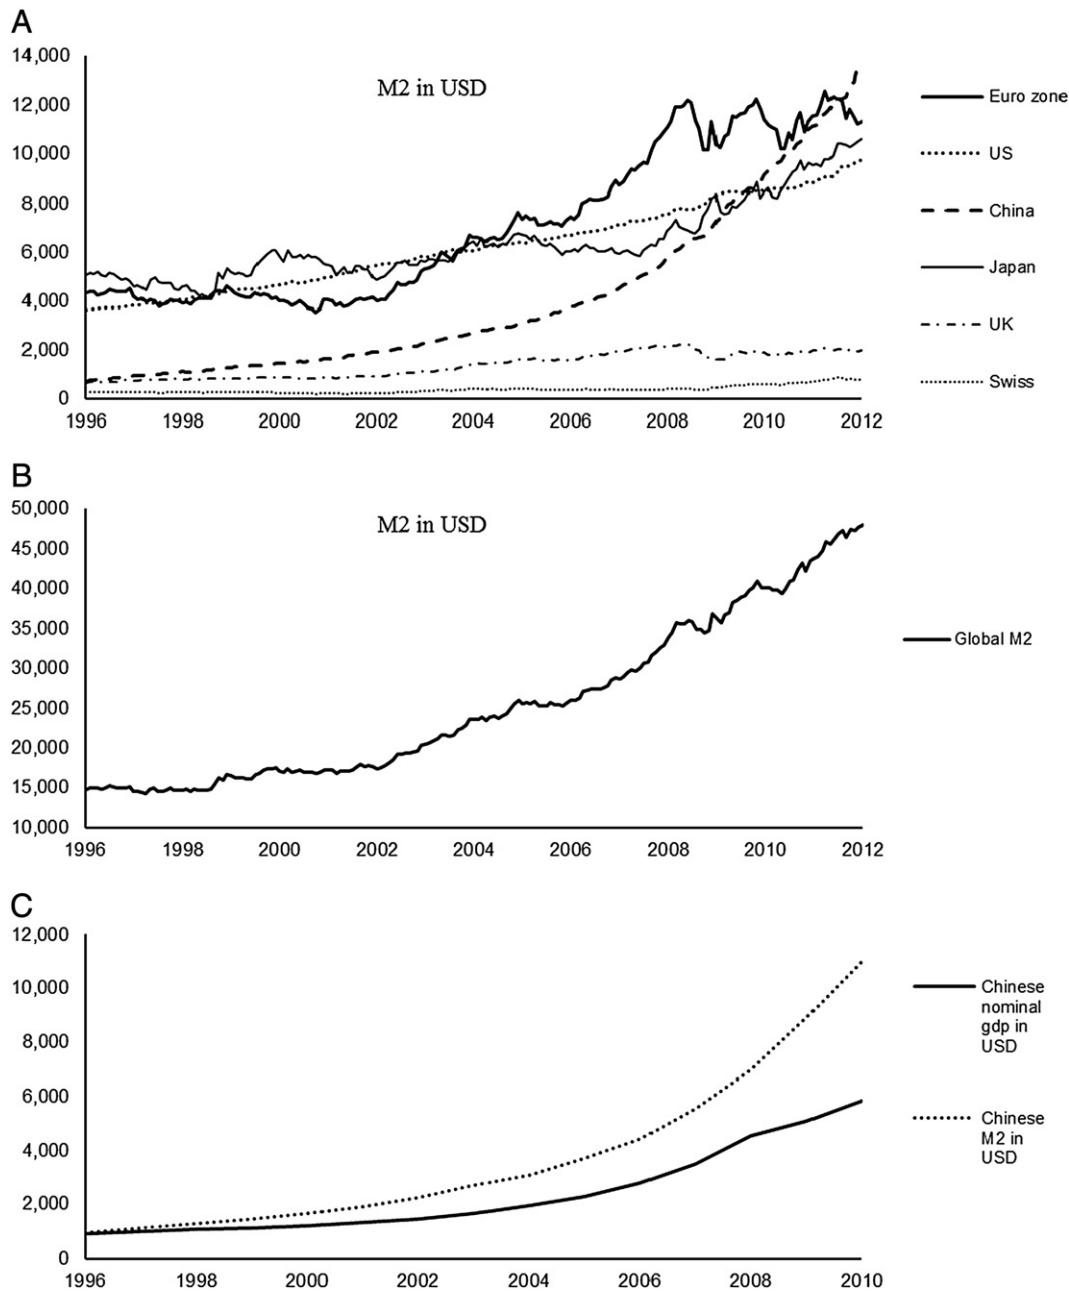 A
M2 in USD
14,000
12,000
10,000
8,000
6,000
4,000
2,000
0
1996 1998 2000 2002 2004 2006 2008 2010 2012
Euro zone
US
China
Japan
UK
Swiss
B
M2 in USD
50,000
45,000
40,000
35,000
30,000
25,000
20,000
15,000
10,000
1996 1998 2000 2002 2004 2006 2008 2010 2012
Global M2
C
12,000
10,000
8,000
6,000
4,000
2,000
0
1996 1998 2000 2002 2004 2006 2008 2010
Chinese
nominal
gdp in
USD
Chinese
M2 in
USD